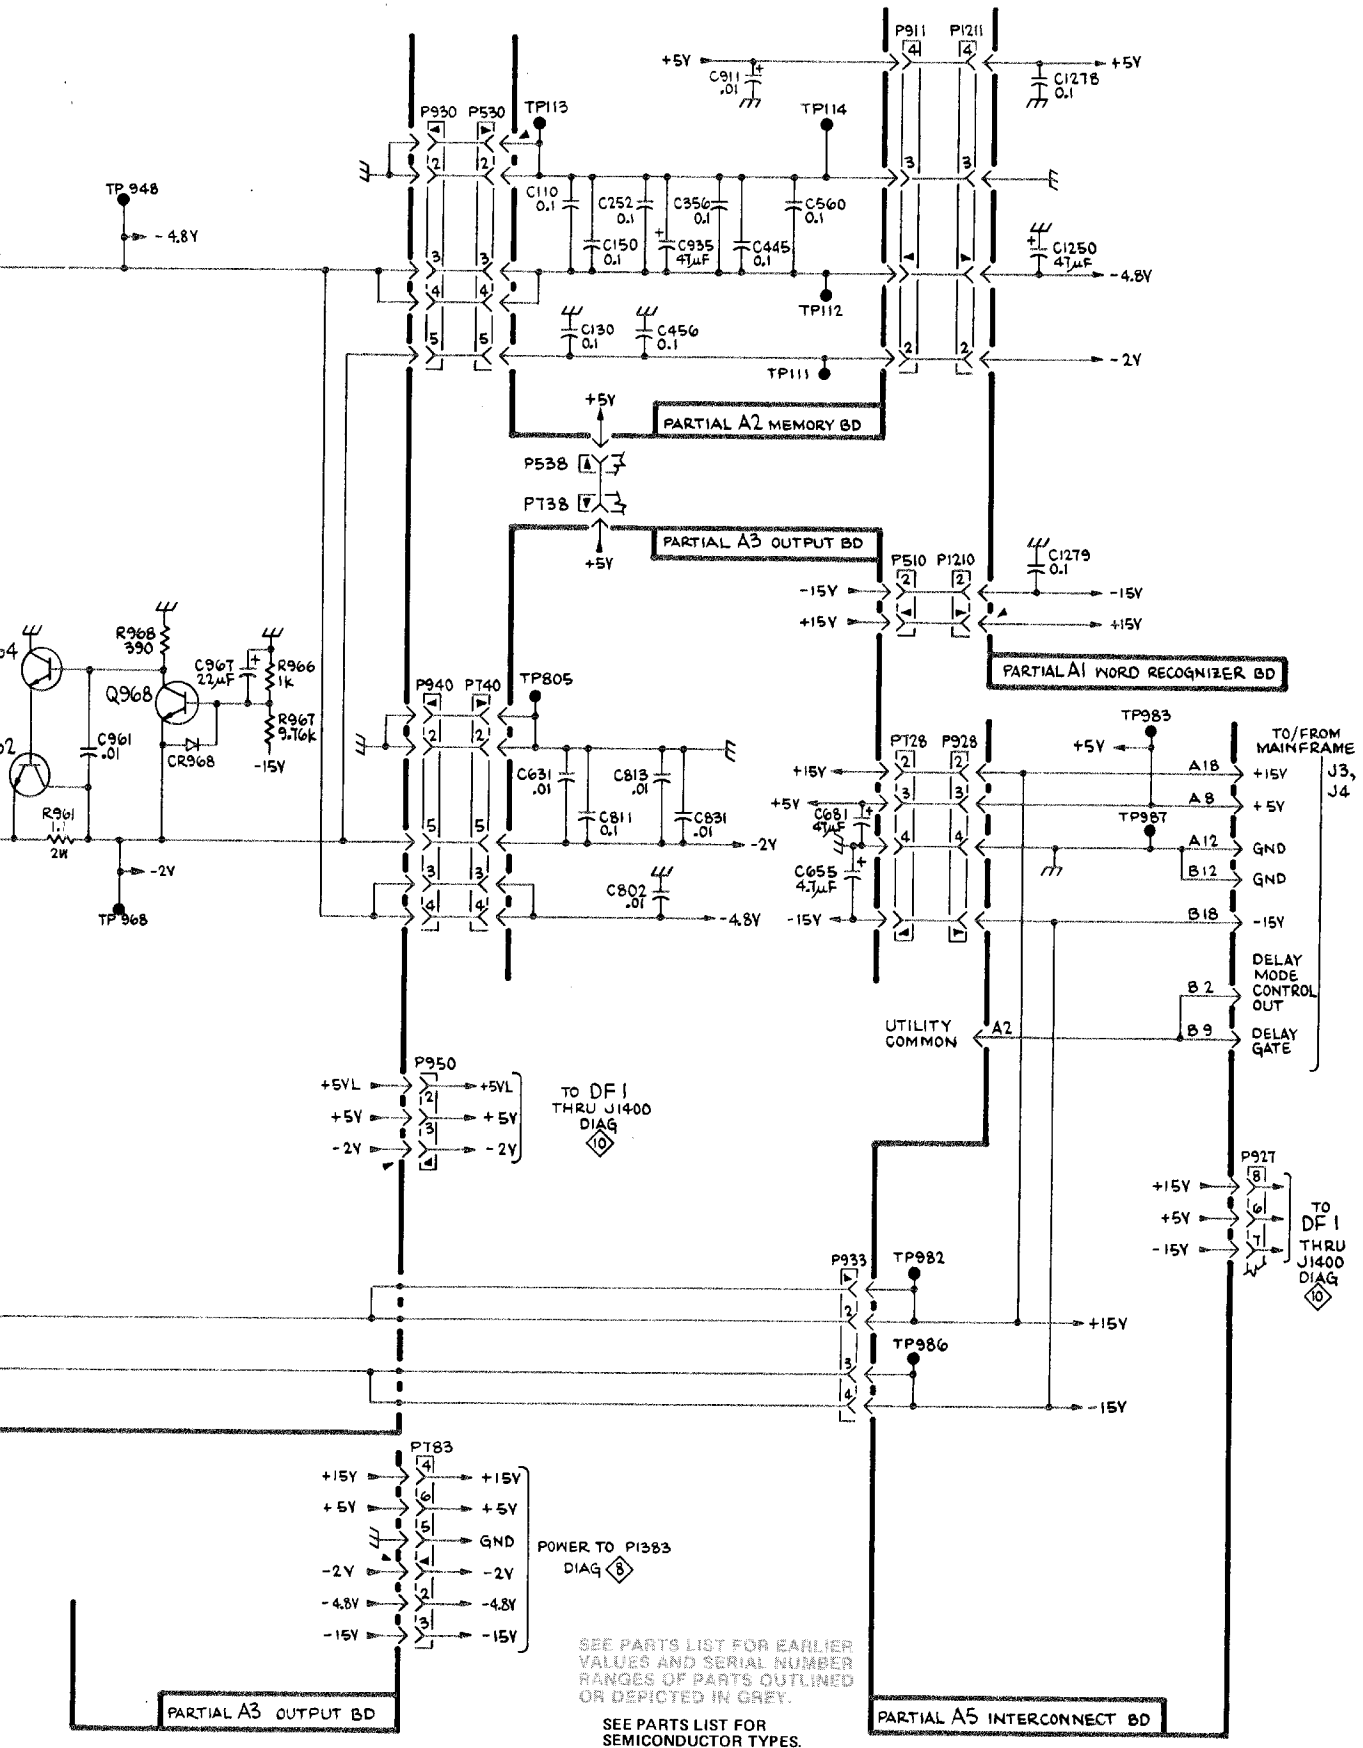 P911 P1211
4 4
+5V
C911
.01
+
+5V
C1278
0.1
P930 P530
TP113
TP114
2 2
3 3
C110
0.1
C252
0.1
C356
0.1
C560
0.1
C150
0.1
+
C935
47µF
C445
0.1
+
C1250
47µF
-4.8V
TP 948
-4.8V
3 3
4 4
5 5
TP112
C130
0.1
C456
0.1
TP111
2 2
-2V
+5V
PARTIAL A2 MEMORY BD
P538
P738
+5V
PARTIAL A3 OUTPUT BD
P510 P1210
2 2
C1279
0.1
-15V
-15V
+15V
+15V
PARTIAL A1 WORD RECOGNIZER BD
R968
390
C967
22µF
+
R966
1K
Q968
R967
9.76K
-15V
CR968
C961
.01
R961
2W
-2V
TP 968
P940 P740
TP805
2 2
C631
.01
C813
.01
C811
0.1
C831
.01
5 5
-2V
3 3
4 4
C802
.01
-4.8V
P728 P928
2 2
3 3
4 4
+15V
+5V
C681
47µF
+
C655
4.7µF
+
-15V
TP983
+5V
TP987
TO/FROM
MAINFRAME
J3,
J4
A18 +15V
A8 +5V
A12 GND
B12 GND
B18 -15V
DELAY
MODE
CONTROL
OUT
B2
B9
DELAY
GATE
UTILITY
COMMON
A2
P950
+5VL +5VL
2
+5V +5V
3
-2V -2V
TO DF1
THRU J1400
DIAG
10
P927
+15V 8
+5V 6
-15V 7
TO
DF1
THRU
J1400
DIAG
10
P933
TP982
2
+15V
TP986
3
4
-15V
P783
+15V 4 +15V
+5V 6 +5V
5 GND
-2V -2V
-4.8V 2 -4.8V
-15V 3 -15V
POWER TO P1383
DIAG 8
SEE PARTS LIST FOR EARLIER
VALUES AND SERIAL NUMBER
RANGES OF PARTS OUTLINED
OR DEPICTED IN GREY.
SEE PARTS LIST FOR
SEMICONDUCTOR TYPES.
PARTIAL A3 OUTPUT BD
PARTIAL A5 INTERCONNECT BD